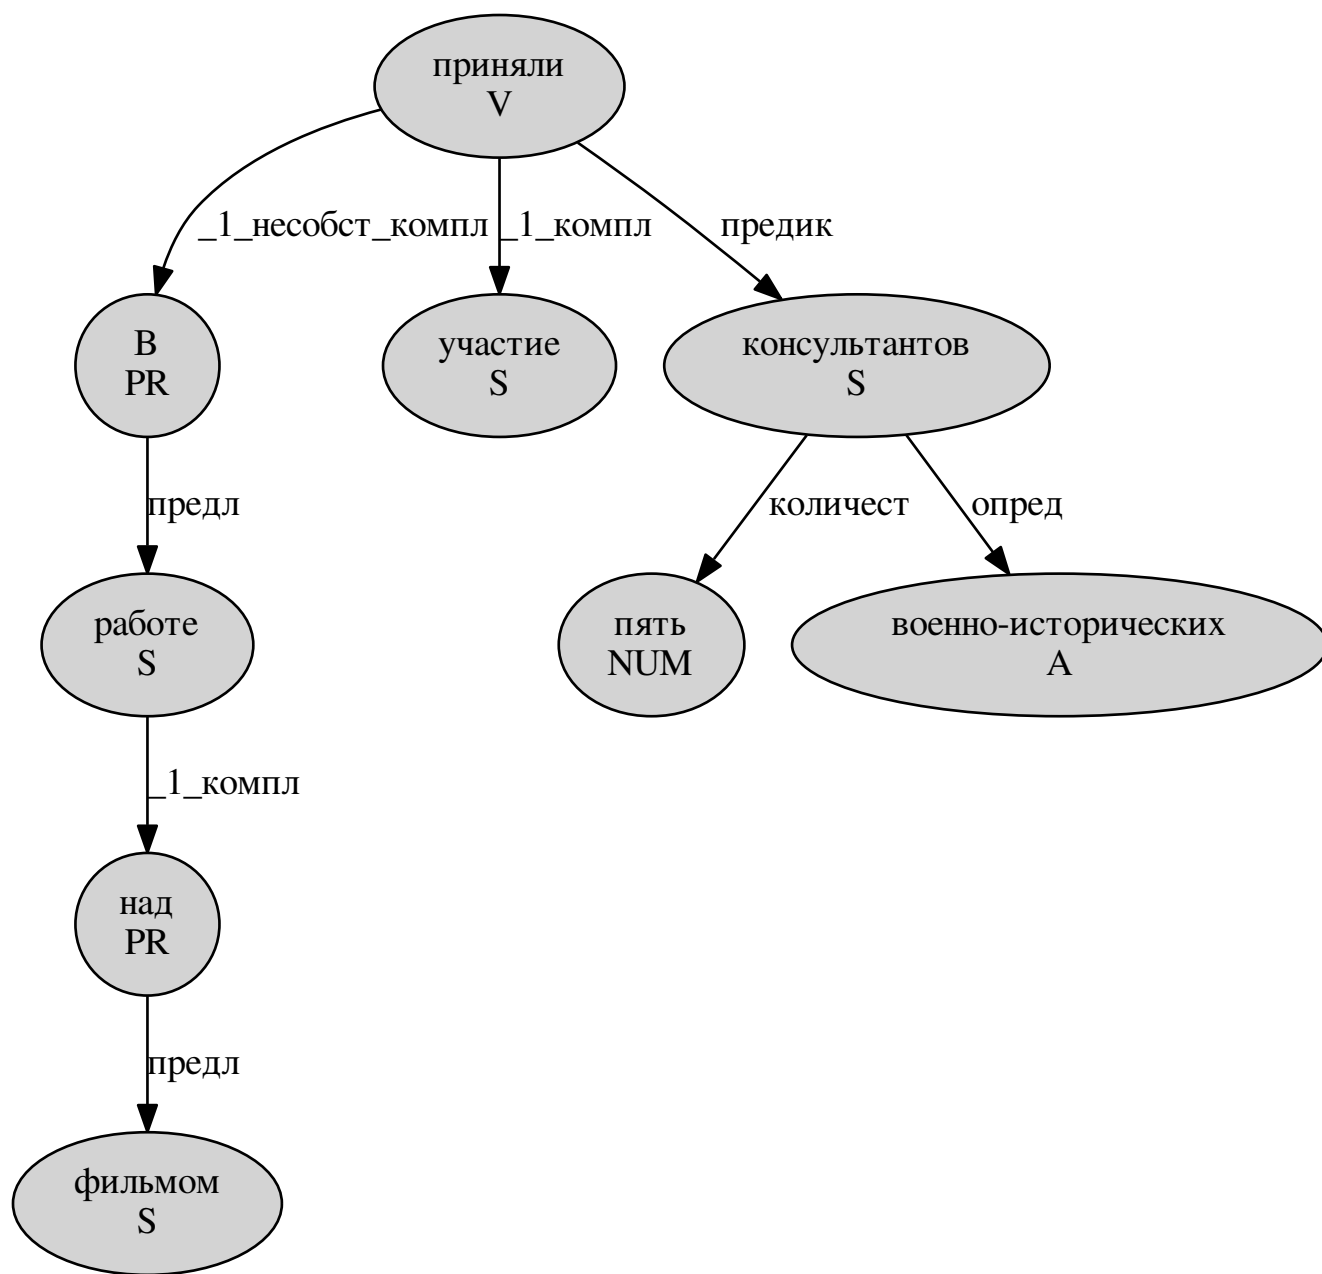 приняли
V
_1_несобст_компл
_1_компл
предик
В
PR
участие
S
консультантов
S
предл
количест
опред
работе
S
пять
NUM
военно-исторических
A
_1_компл
над
PR
предл
фильмом
S